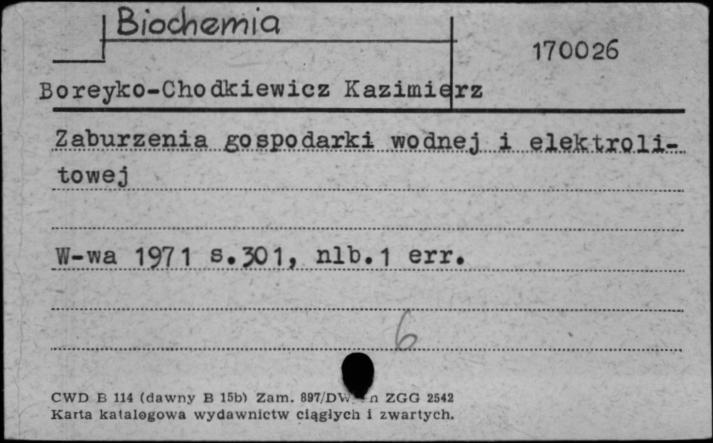 Biochemia
170026
Boreyko-Chodkiewicz Kazimierz
Zaburzenia gospodarki wodnej i elektroli-
towej
W-wa 1971 s.301, nlb.1 err.
6
CWD B 114 (dawny B 15b) Zam. 897/DW ZGG 2542
Karta katalogowa wydawnictw ciągłych i zwartych.